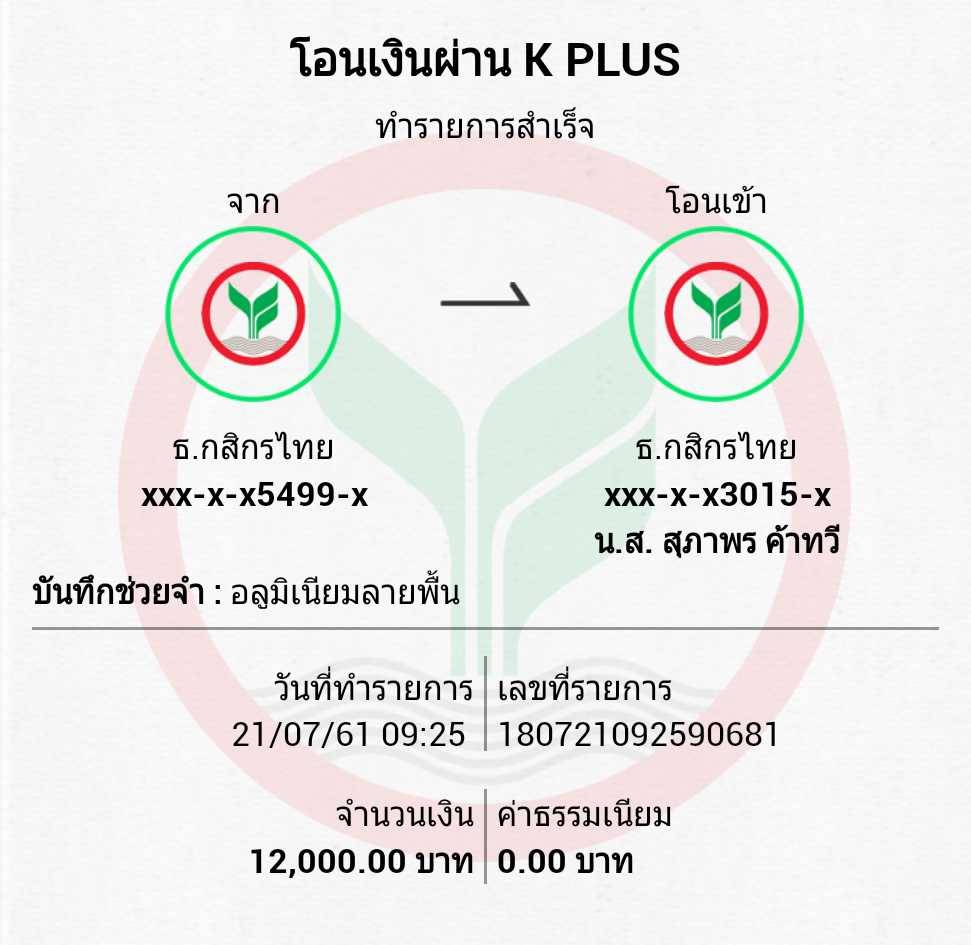 โอนเงินผ่าน K PLUS
ทำรายการสำเร็จ
จาก
โอนเข้า
ธ.กสิกรไทย
xxx-x-x5499-x
ธ.กสิกรไทย
xxx-x-x3015-x
น.ส. สุภาพร ค้าทวี
บันทึกช่วยจำ : อลูมิเนียมลายพื้น
วันที่ทำรายการ
21/07/61 09:25
เลขที่รายการ
180721092590681
จำนวนเงิน
12,000.00 บาท
ค่าธรรมเนียม
0.00 บาท